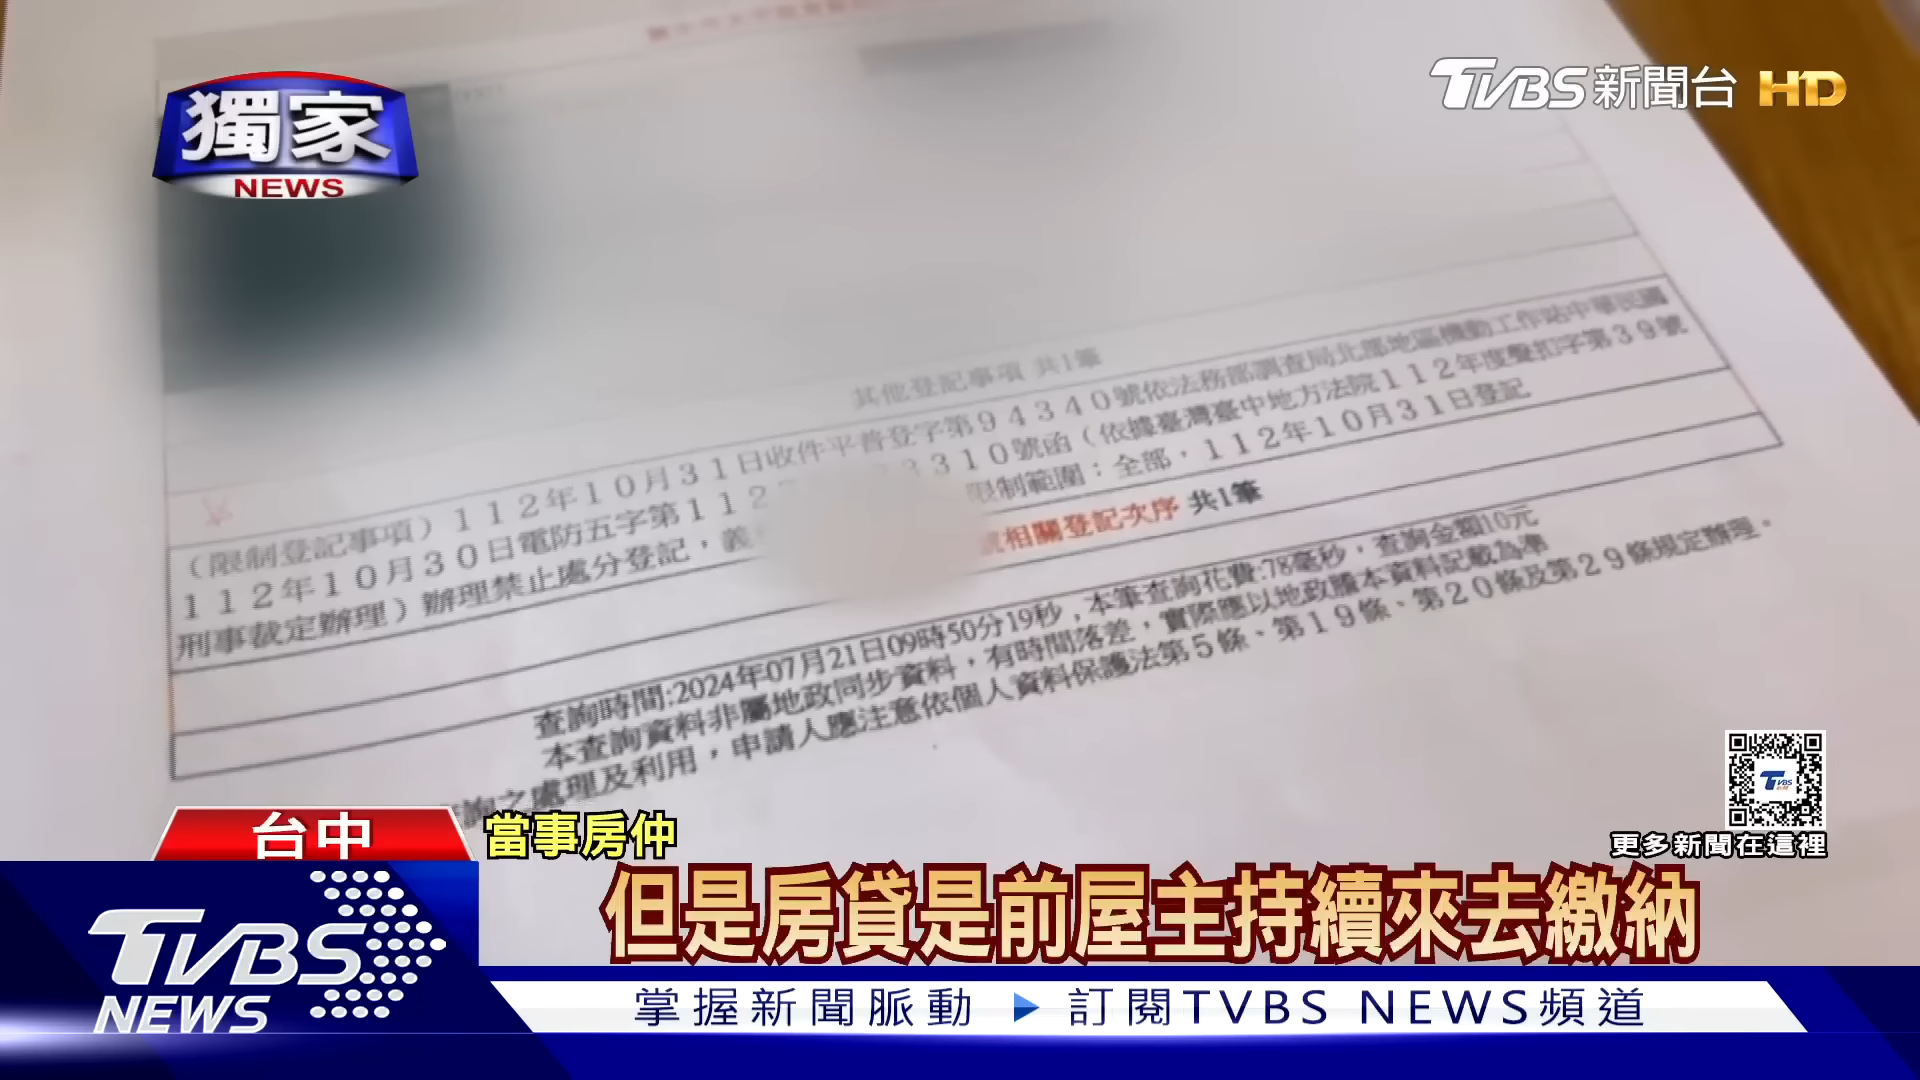 獨家
NEWS
TVBS新聞台 HD
其他登記事項 共1筆
（限制登記事項）１１２年１０月３１日收件平普登字第９４３４０號依法務部調查局北部地區機動工作站中華民國
１１２年１０月３０日電防五字第１１２ ３３１０號函（依據臺灣臺中地方法院１１２年度聲扣字第３９號
刑事裁定辦理）辦理禁止處分登記，義 限制範圍：全部，１１２年１０月３１日登記
號相關登記次序 共1筆
查詢時間:2024年07月21日09時50分19秒，本筆查詢花費:78毫秒，查詢金額10元
本查詢資料非屬地政同步資料，有時間落差，實際應以地政謄本資料記載為準
詢之處理及利用，申請人應注意依個人資料保護法第５條、第１９條、第２０條及第２９條規定辦理。
TVBS
更多新聞在這裡
台中
當事房仲
但是房貸是前屋主持續來去繳納
TVBS
NEWS
掌握新聞脈動 ▶ 訂閱TVBS NEWS頻道